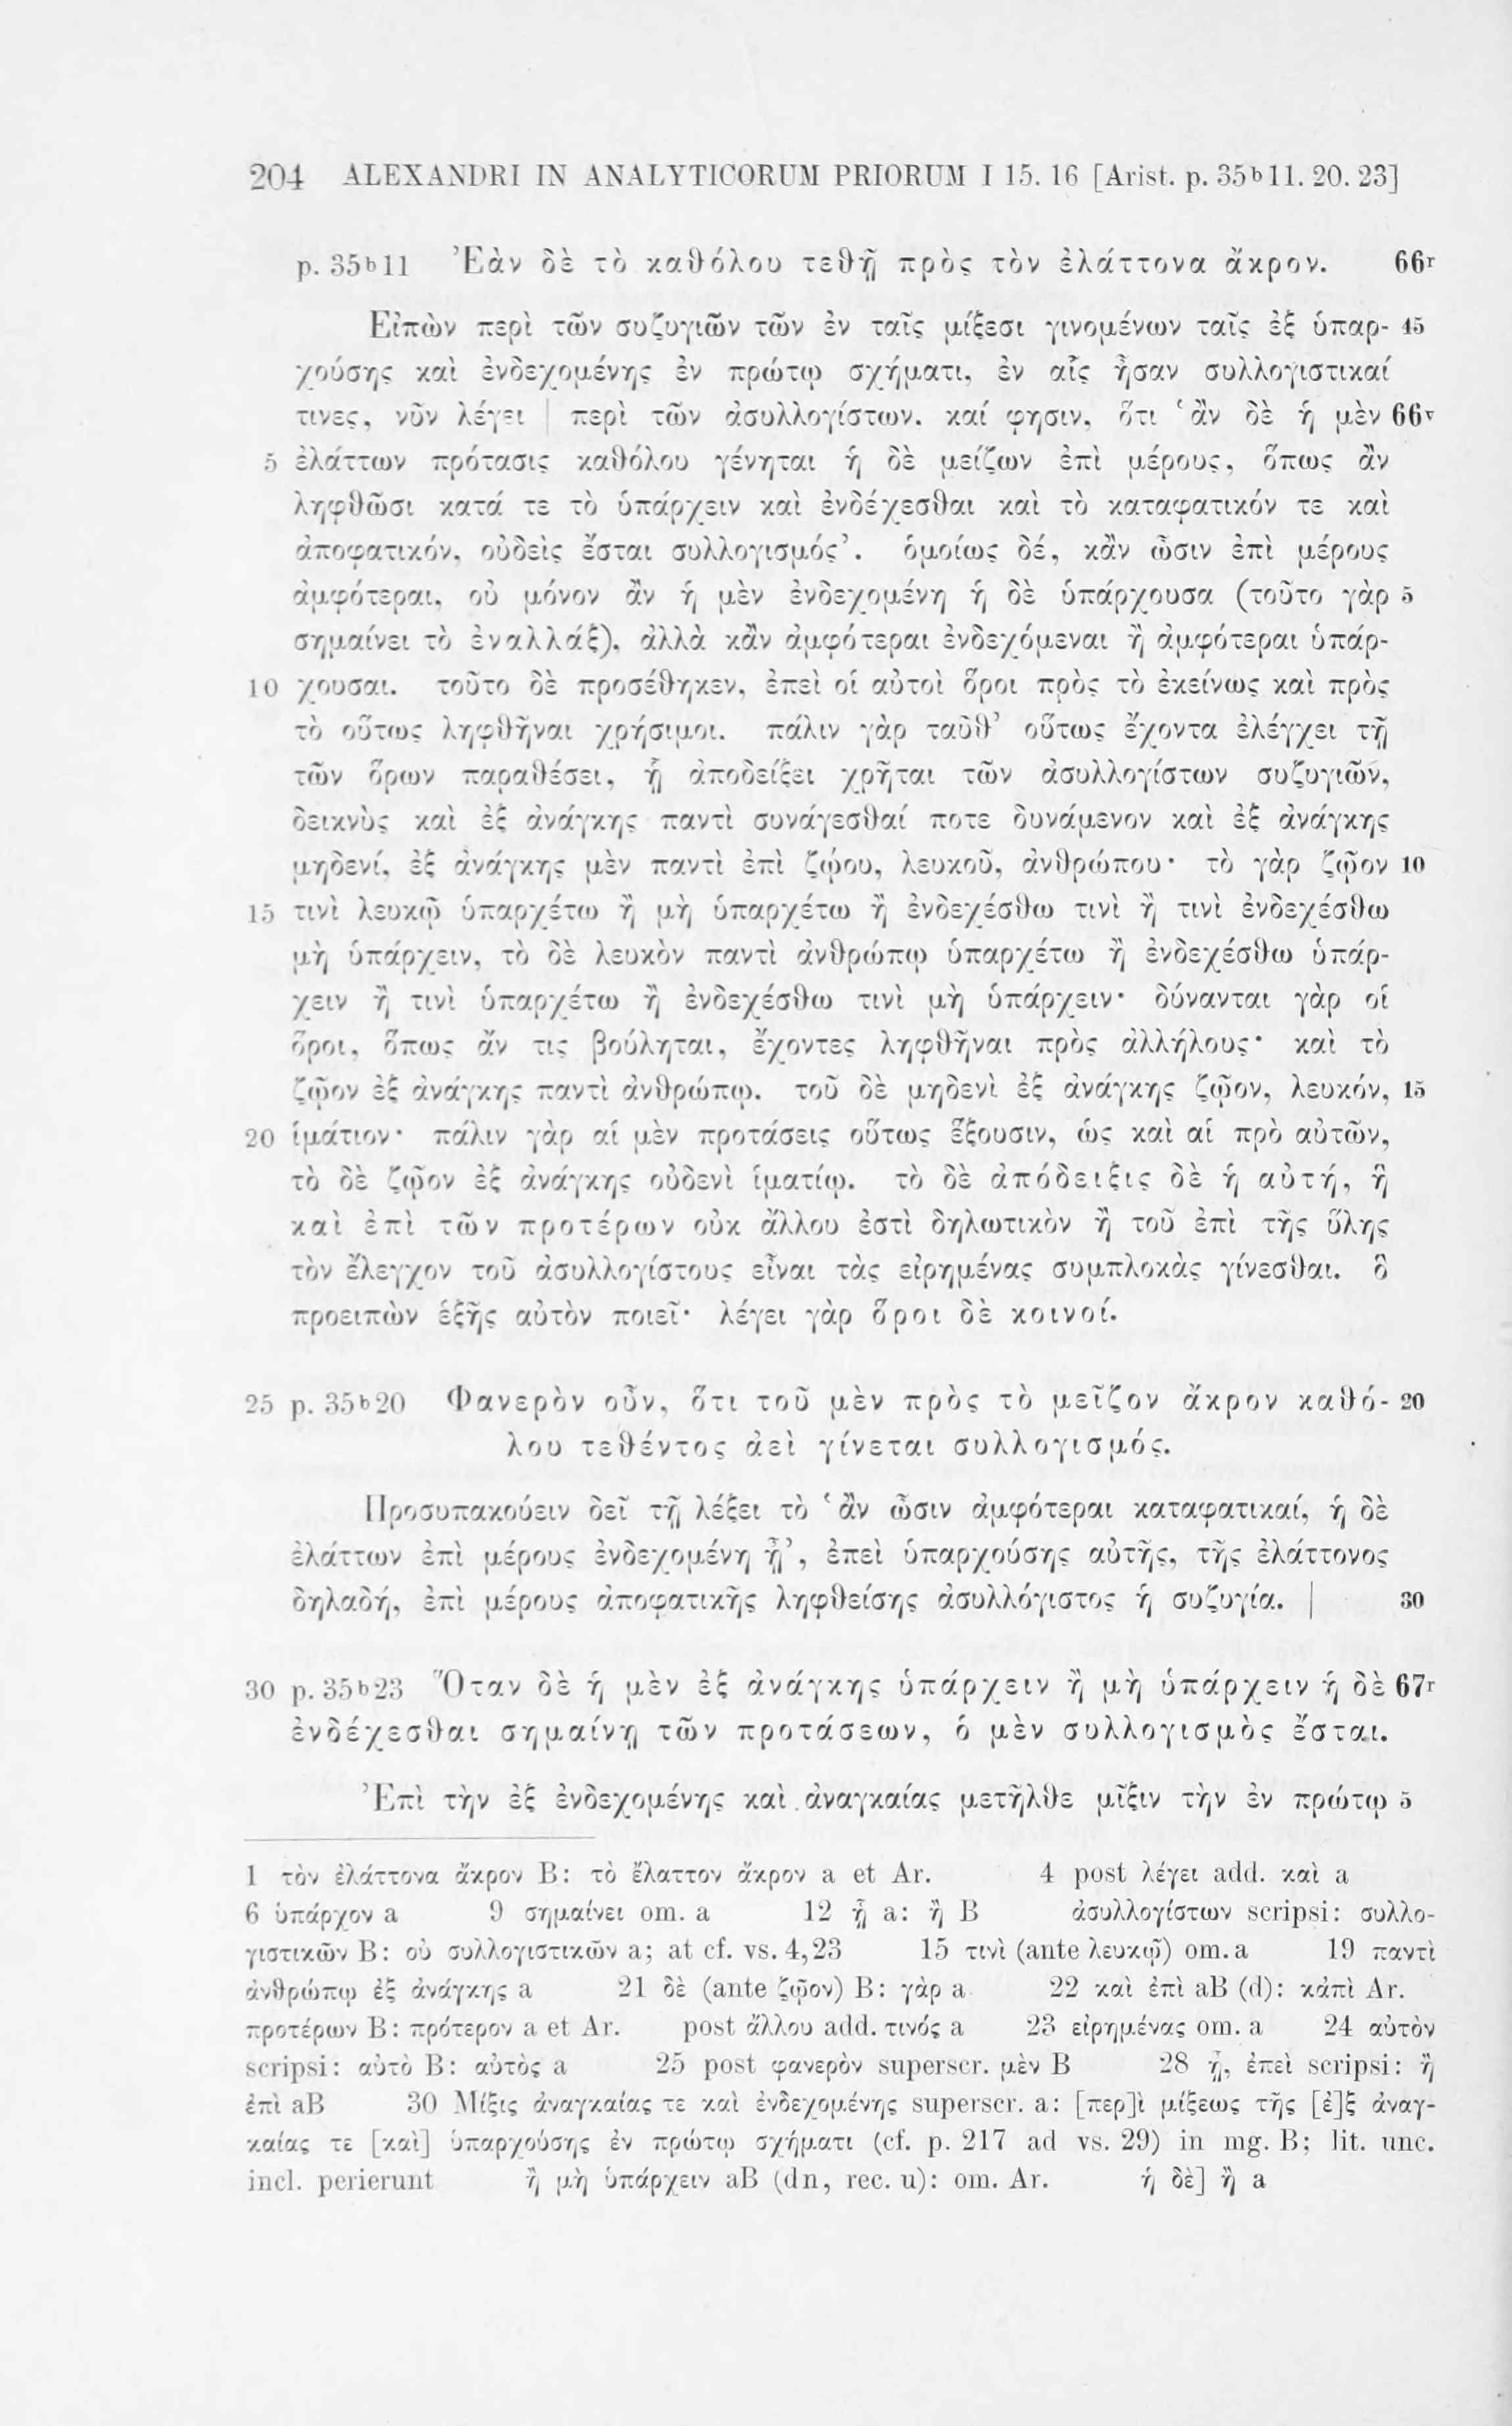 204 ALEXANDRI IN ANALYTICORUM PRIORUM I 15. 16 [Arist. p. 35ᵇ11. 20. 23]
p. 35ᵇ11 Ἐὰν δὲ τὸ καθόλου τεθῇ πρὸς τὸν ἐλάττονα ἄκρον. 66ʳ
Εἰπὼν περὶ τῶν συζυγιῶν τῶν ἐν ταῖς μίξεσι γινομένων ταῖς ἐξ ὑπαρ- 45
χούσης καὶ ἐνδεχομένης ἐν πρώτῳ σχήματι, ἐν αἷς ἦσαν συλλογιστικαί
τινες, νῦν λέγει | περὶ τῶν ἀσυλλογίστων. καί φησιν, ὅτι ‘ἂν δὲ ἡ μὲν 66ᵛ
5 ἐλάττων πρότασις καθόλου γένηται ἡ δὲ μείζων ἐπὶ μέρους, ὅπως ἂν
ληφθῶσι κατά τε τὸ ὑπάρχειν καὶ ἐνδέχεσθαι καὶ τὸ καταφατικόν τε καὶ
ἀποφατικόν, οὐδεὶς ἔσται συλλογισμός’. ὁμοίως δέ, κἂν ὦσιν ἐπὶ μέρους
ἀμφότεραι, οὐ μόνον ἂν ἡ μὲν ἐνδεχομένη ἡ δὲ ὑπάρχουσα (τοῦτο γὰρ 5
σημαίνει τὸ ἐναλλάξ), ἀλλὰ κἂν ἀμφότεραι ἐνδεχόμεναι ἢ ἀμφότεραι ὑπάρ-
10 χουσαι. τοῦτο δὲ προσέθηκεν, ἐπεὶ οἱ αὐτοὶ ὅροι πρὸς τὸ ἐκείνως καὶ πρὸς
τὸ οὕτως ληφθῆναι χρήσιμοι. πάλιν γὰρ ταῦθ’ οὕτως ἔχοντα ἐλέγχει τῇ
τῶν ὅρων παραθέσει, ᾗ ἀποδείξει χρῆται τῶν ἀσυλλογίστων συζυγιῶν,
δεικνὺς καὶ ἐξ ἀνάγκης παντὶ συνάγεσθαί ποτε δυνάμενον καὶ ἐξ ἀνάγκης
μηδενί, ἐξ ἀνάγκης μὲν παντὶ ἐπὶ ζῴου, λευκοῦ, ἀνθρώπου· τὸ γὰρ ζῷον 10
15 τινὶ λευκῷ ὑπαρχέτω ἢ μὴ ὑπαρχέτω ἢ ἐνδεχέσθω τινὶ ἢ τινὶ ἐνδεχέσθω
μὴ ὑπάρχειν, τὸ δὲ λευκὸν παντὶ ἀνθρώπῳ ὑπαρχέτω ἢ ἐνδεχέσθω ὑπάρ-
χειν ἢ τινὶ ὑπαρχέτω ἢ ἐνδεχέσθω τινὶ μὴ ὑπάρχειν· δύνανται γὰρ οἱ
ὅροι, ὅπως ἄν τις βούληται, ἔχοντες ληφθῆναι πρὸς ἀλλήλους· καὶ τὸ
ζῷον ἐξ ἀνάγκης παντὶ ἀνθρώπῳ. τοῦ δὲ μηδενὶ ἐξ ἀνάγκης ζῷον, λευκόν, 15
20 ἱμάτιον· πάλιν γὰρ αἱ μὲν προτάσεις οὕτως ἕξουσιν, ὡς καὶ αἱ πρὸ αὐτῶν,
τὸ δὲ ζῷον ἐξ ἀνάγκης οὐδενὶ ἱματίῳ. τὸ δὲ ἀπόδειξις δὲ ἡ αὐτή, ἣ
καὶ ἐπὶ τῶν προτέρων οὐκ ἄλλου ἐστὶ δηλωτικὸν ἢ τοῦ ἐπὶ τῆς ὕλης
τὸν ἔλεγχον τοῦ ἀσυλλογίστους εἶναι τὰς εἰρημένας συμπλοκὰς γίνεσθαι. ὃ
προειπὼν ἑξῆς αὐτὸν ποιεῖ· λέγει γὰρ ὅροι δὲ κοινοί.
25 p. 35ᵇ20 Φανερὸν οὖν, ὅτι τοῦ μὲν πρὸς τὸ μεῖζον ἄκρον καθό- 20
λου τεθέντος ἀεὶ γίνεται συλλογισμός.
Προσυπακούειν δεῖ τῇ λέξει τὸ ‘ἂν ὦσιν ἀμφότεραι καταφατικαί, ἡ δὲ
ἐλάττων ἐπὶ μέρους ἐνδεχομένη ᾖ’, ἐπεὶ ὑπαρχούσης αὐτῆς, τῆς ἐλάττονος
δηλαδή, ἐπὶ μέρους ἀποφατικῆς ληφθείσης ἀσυλλόγιστος ἡ συζυγία. | 30
30 p. 35ᵇ23 Ὅταν δὲ ἡ μὲν ἐξ ἀνάγκης ὑπάρχειν ἢ μὴ ὑπάρχειν ἡ δὲ 67ʳ
ἐνδέχεσθαι σημαίνῃ τῶν προτάσεων, ὁ μὲν συλλογισμὸς ἔσται.
Ἐπὶ τὴν ἐξ ἐνδεχομένης καὶ ἀναγκαίας μετῆλθε μῖξιν τὴν ἐν πρώτῳ 5
1 τὸν ἐλάττονα ἄκρον B: τὸ ἔλαττον ἄκρον a et Ar. 4 post λέγει add. καὶ a
6 ὑπάρχον a 9 σημαίνει om. a 12 ᾗ a: ἢ B ἀσυλλογίστων scripsi: συλλο-
γιστικῶν B: οὐ συλλογιστικῶν a; at cf. vs. 4,23 15 τινὶ (ante λευκῷ) om. a 19 παντὶ
ἀνθρώπῳ ἐξ ἀνάγκης a 21 δὲ (ante ζῷον) B: γὰρ a 22 καὶ ἐπὶ aB (d): κἀπὶ Ar.
προτέρων B: πρότερον a et Ar. post ἄλλου add. τινός a 23 εἰρημένας om. a 24 αὐτὸν
scripsi: αὐτὸ B: αὐτὸς a 25 post φανερὸν superscr. μὲν B 28 ᾖ, ἐπεὶ scripsi: ἢ
ἐπὶ aB 30 Μίξις ἀναγκαίας τε καὶ ἐνδεχομένης superscr. a: [περ]ὶ μίξεως τῆς [ἐ]ξ ἀναγ-
καίας τε [καὶ] ὑπαρχούσης ἐν πρώτῳ σχήματι (cf. p. 217 ad vs. 29) in mg. B; lit. unc.
incl. perierunt ἢ μὴ ὑπάρχειν aB (dn, rec. u): om. Ar. ἡ δὲ] ἢ a